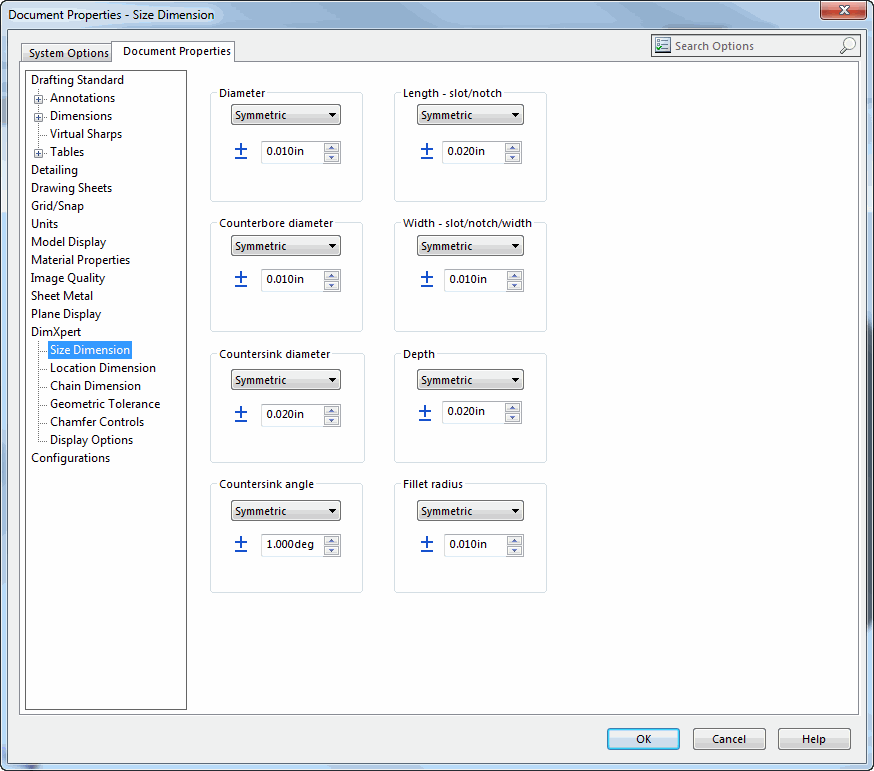 Document Properties - Size Dimension
System Options
Document Properties
Search Options
Drafting Standard
Annotations
Dimensions
Virtual Sharps
Tables
Detailing
Drawing Sheets
Grid/Snap
Units
Model Display
Material Properties
Image Quality
Sheet Metal
Plane Display
DimXpert
Size Dimension
Location Dimension
Chain Dimension
Geometric Tolerance
Chamfer Controls
Display Options
Configurations
Diameter
Symmetric
± 0.010in
Length - slot/notch
Symmetric
± 0.020in
Counterbore diameter
Symmetric
± 0.010in
Width - slot/notch/width
Symmetric
± 0.010in
Countersink diameter
Symmetric
± 0.020in
Depth
Symmetric
± 0.020in
Countersink angle
Symmetric
± 1.000deg
Fillet radius
Symmetric
± 0.010in
OK
Cancel
Help